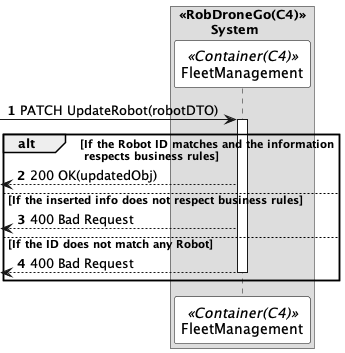 «RobDroneGo(C4)»
System
«Container(C4)»
FleetManagement
1 PATCH UpdateRobot(robotDTO)
alt [If the Robot ID matches and the information
respects business rules]
2 200 OK(updatedObj)
[If the inserted info does not respect business rules]
3 400 Bad Request
[If the ID does not match any Robot]
4 400 Bad Request
«Container(C4)»
FleetManagement